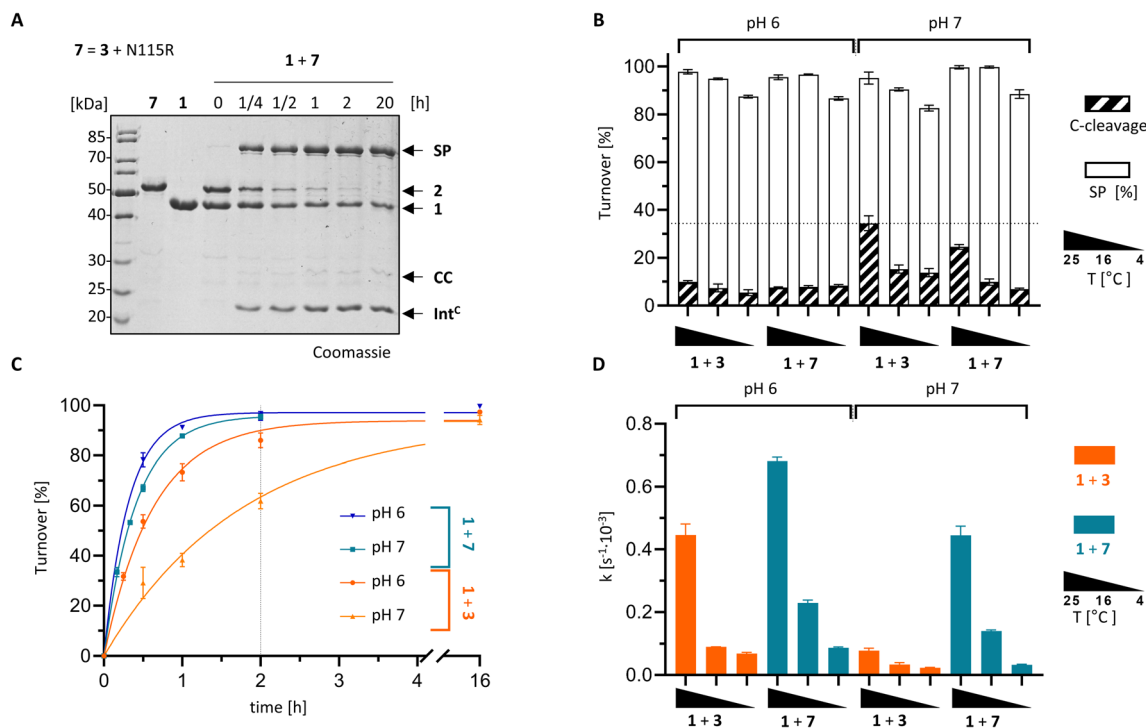 A
7 = 3 + N115R
1 + 7
[kDa] 7 1 0 1/4 1/2 1 2 20 [h]
85
70
50
40
30
25
20
SP
2
1
CC
Intᶜ
Coomassie
B
pH 6 pH 7
Turnover [%]
100
80
60
40
20
0
1 + 3 1 + 7 1 + 3 1 + 7
C-cleavage
SP [%]
25 16 4
T [°C]
C
Turnover [%]
100
80
60
40
20
0
0 1 2 3 4 16
time [h]
pH 6
pH 7
pH 6
pH 7
1 + 7
1 + 3
D
pH 6 pH 7
k [s⁻¹·10⁻³]
0.8
0.6
0.4
0.2
0.0
1 + 3 1 + 7 1 + 3 1 + 7
1 + 3
1 + 7
25 16 4
T [°C]